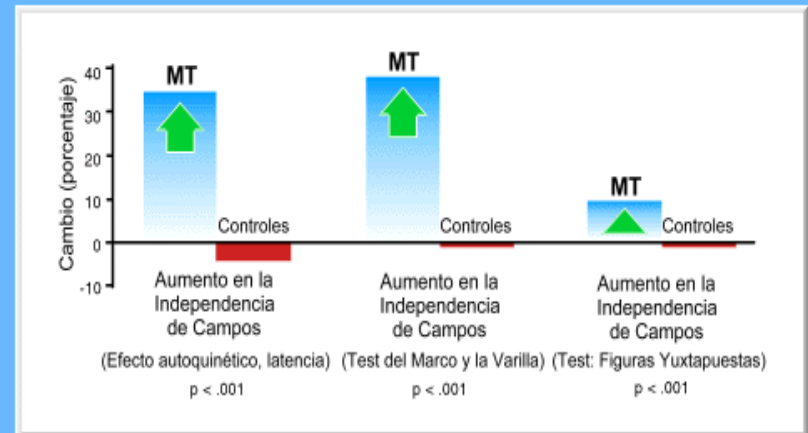 Cambio (porcentaje)
40
30
20
10
0
-10
MT
Controles
MT
Controles
MT
Controles
Aumento en la
Independencia
de Campos
(Efecto autoquinético, latencia)
p < .001
Aumento en la
Independencia
de Campos
(Test del Marco y la Varilla)
p < .001
Aumento en la
Independencia
de Campos
(Test: Figuras Yuxtapuestas)
p < .001